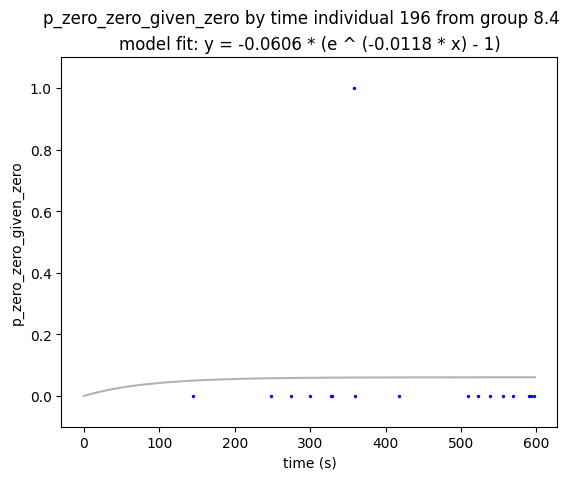 p_zero_zero_given_zero by time individual 196 from group 8.4
model fit: y = -0.0606 * (e ^ (-0.0118 * x) - 1)
1.0
0.8
0.6
0.4
0.2
0.0
p_zero_zero_given_zero
0 100 200 300 400 500 600
time (s)